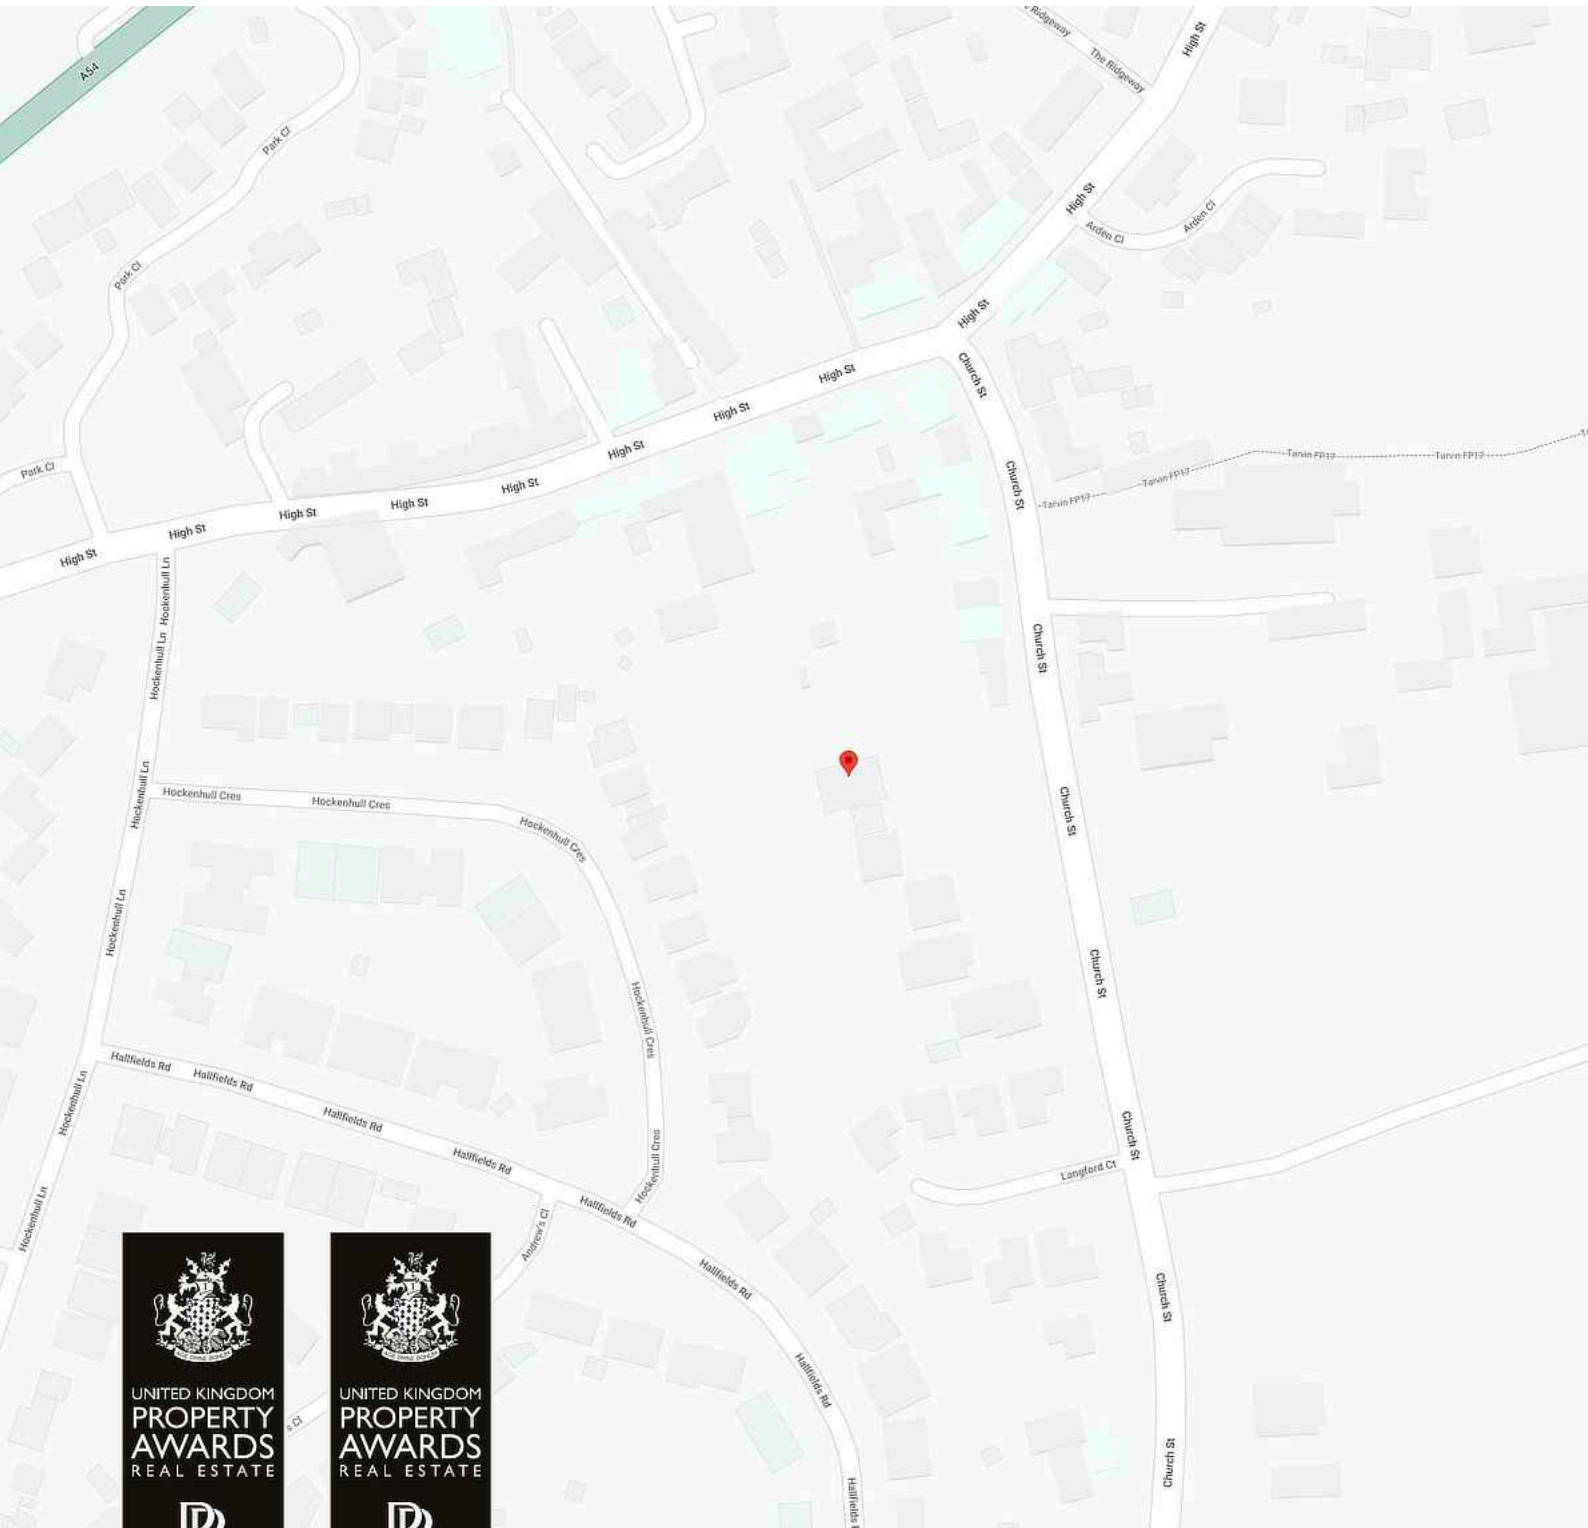 Ridgeway
The Ridgeway
High St
A54
Park Cl
High St
Arden Cl
Arden Cl
Park Cl
High St
High St
Church St
High St
High St
Park Cl
High St
High St
High St
High St
High St
Church St
Tarvin FP17
Tarvin FP17
Tarvin FP17
Tarvin FP17
Hockenhull Ln
Hockenhull Ln
Church St
Hockenhull Ln
Hockenhull Cres
Hockenhull Cres
Hockenhull Cres
Church St
Hockenhull Ln
Church St
Hockenhull Cres
Hallfields Rd
Hallfields Rd
Hockenhull Ln
Hallfields Rd
Hallfields Rd
Hockenhull Cres
Church St
Langford Ct
Hockenhull Ln
Hallfields Rd
Andrew's Cl
Hallfields Rd
Church St
Hallfields Rd
s Cl
Church St
Hallfields
UNITED KINGDOM
PROPERTY
AWARDS
REAL ESTATE
UNITED KINGDOM
PROPERTY
AWARDS
REAL ESTATE